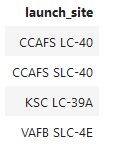 launch_site
CCAFS LC-40
CCAFS SLC-40
KSC LC-39A
VAFB SLC-4E